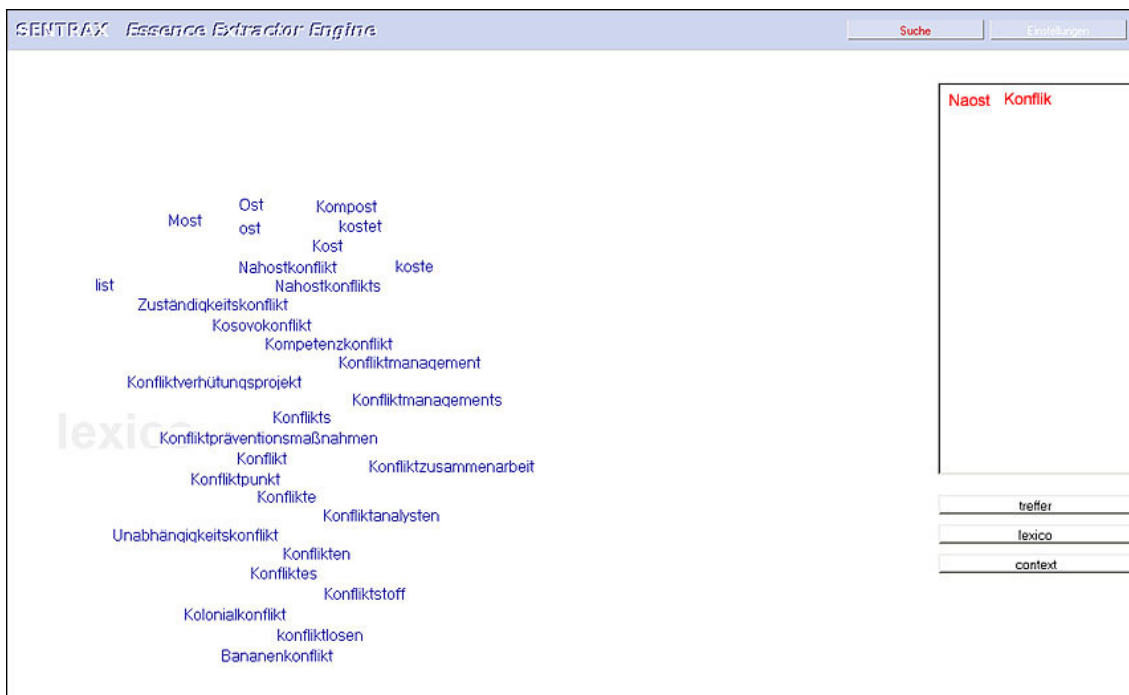 SENTRAX Essence Extractor Engine
Suche
Einstellungen
Naost Konflik
Ost
Kompost
Most
ost
kostet
Kost
Nahostkonflikt
koste
list
Nahostkonflikts
Zuständigkeitskonflikt
Kosovokonflikt
Kompetenzkonflikt
Konfliktmanagement
Konfliktverhütungsprojekt
Konfliktmanagements
Konflikts
lexico
Konfliktpräventionsmaßnahmen
Konflikt
Konfliktzusammenarbeit
Konfliktpunkt
Konflikte
Konfliktanalysten
Unabhängigkeitskonflikt
Konflikten
Konfliktes
Konfliktstoff
Kolonialkonflikt
konfliktlosen
Bananenkonflikt
treffer
lexico
context